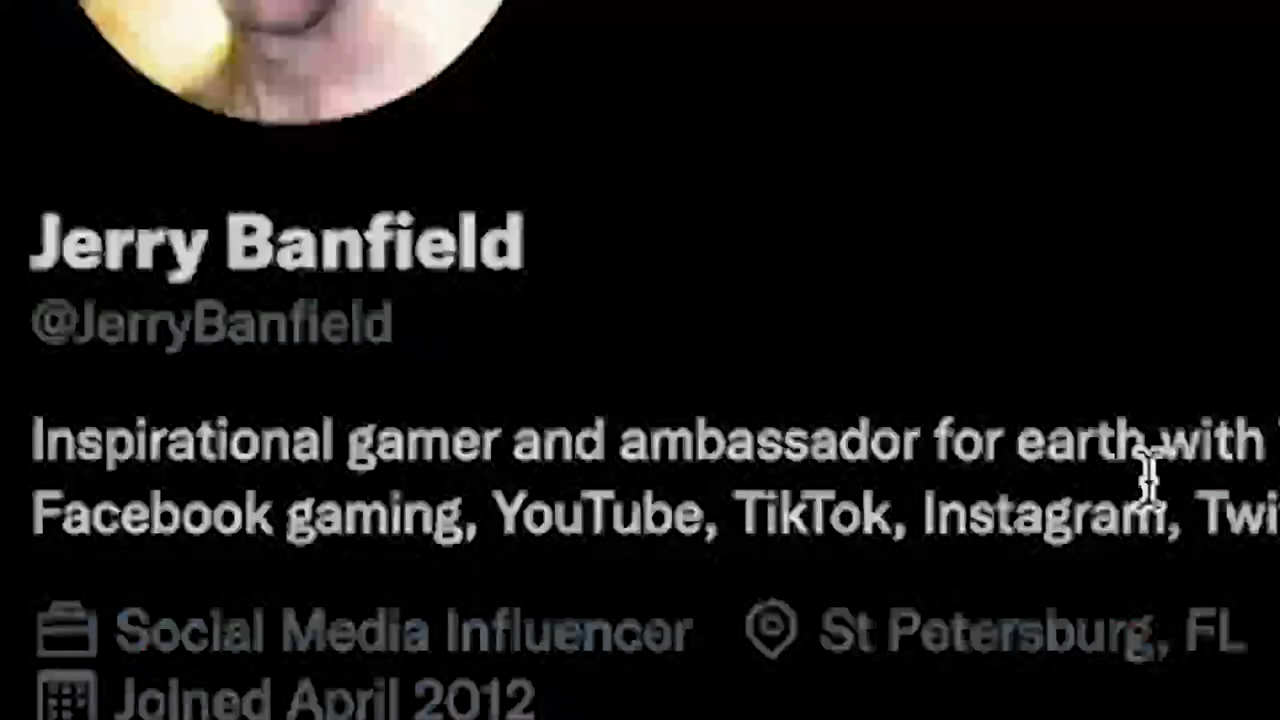 Jerry Banfield
@JerryBanfield
Inspirational gamer and ambassador for earth with
Facebook gaming, YouTube, TikTok, Instagram, Twi
Social Media Influencer St Petersburg, FL
Joined April 2012